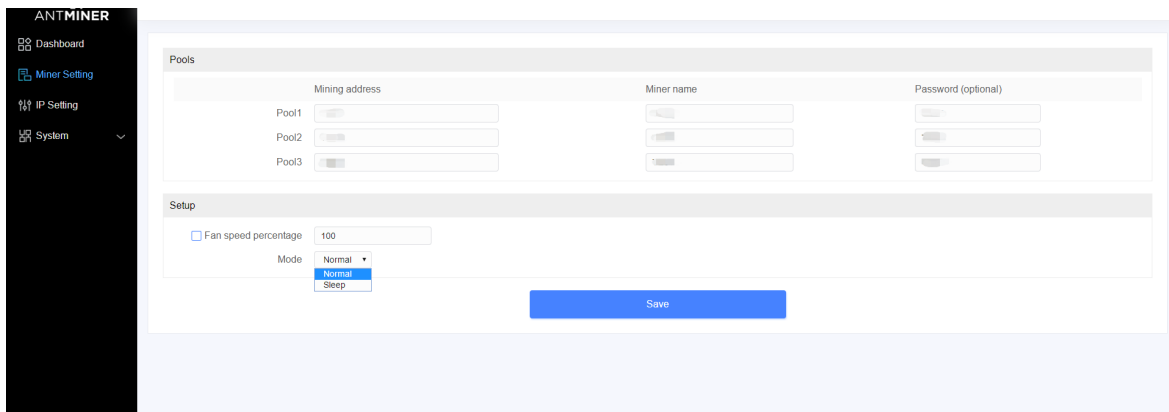 ANTMINER
Dashboard
Miner Setting
IP Setting
System
Pools
Mining address Miner name Password (optional)
Pool1
Pool2
Pool3
Setup
Fan speed percentage 100
Mode Normal
Normal
Sleep
Save